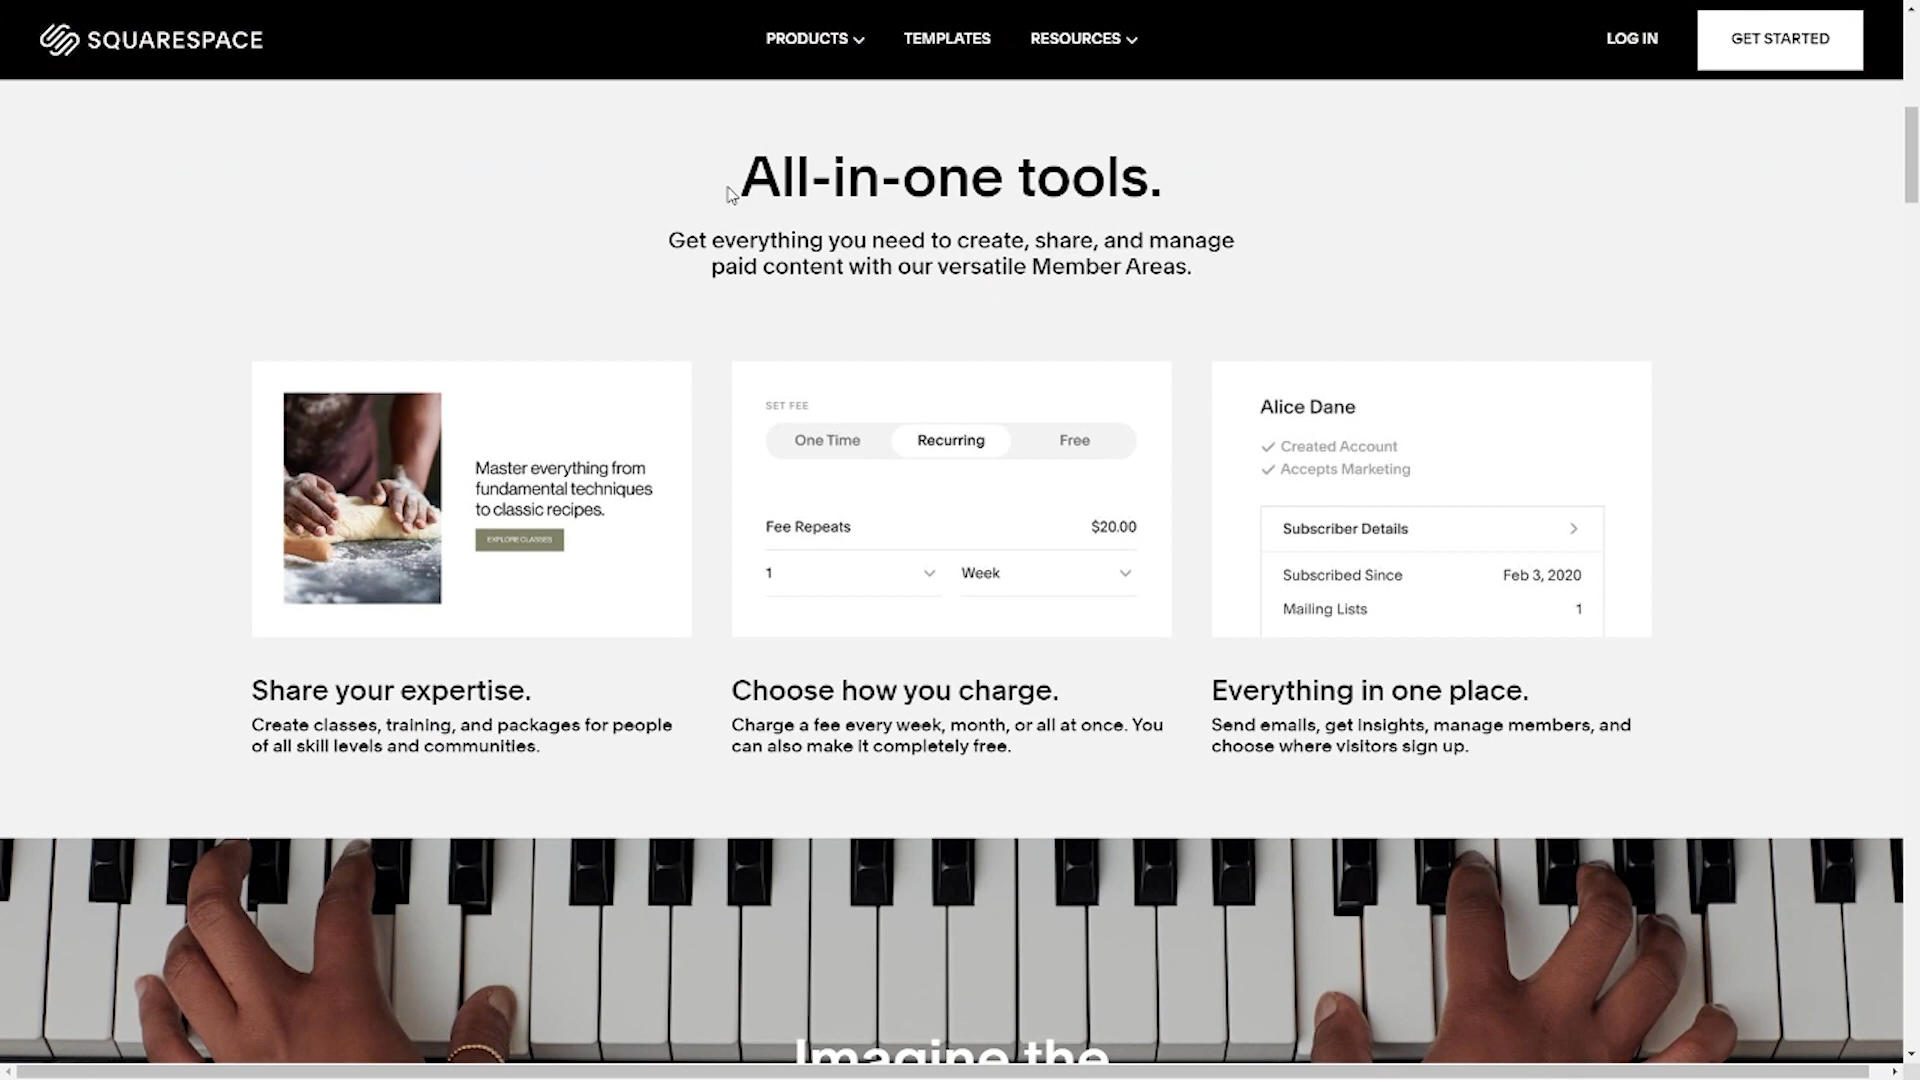 SQUARESPACE
PRODUCTS
TEMPLATES
RESOURCES
LOG IN
GET STARTED
All-in-one tools.
Get everything you need to create, share, and manage
paid content with our versatile Member Areas.
Master everything from
fundamental techniques
to classic recipes.
EXPLORE CLASSES
SET FEE
One Time
Recurring
Free
Fee Repeats
$20.00
1
Week
Alice Dane
Created Account
Accepts Marketing
Subscriber Details
Subscribed Since
Feb 3, 2020
Mailing Lists
1
Share your expertise.
Create classes, training, and packages for people
of all skill levels and communities.
Choose how you charge.
Charge a fee every week, month, or all at once. You
can also make it completely free.
Everything in one place.
Send emails, get insights, manage members, and
choose where visitors sign up.
Imagine the